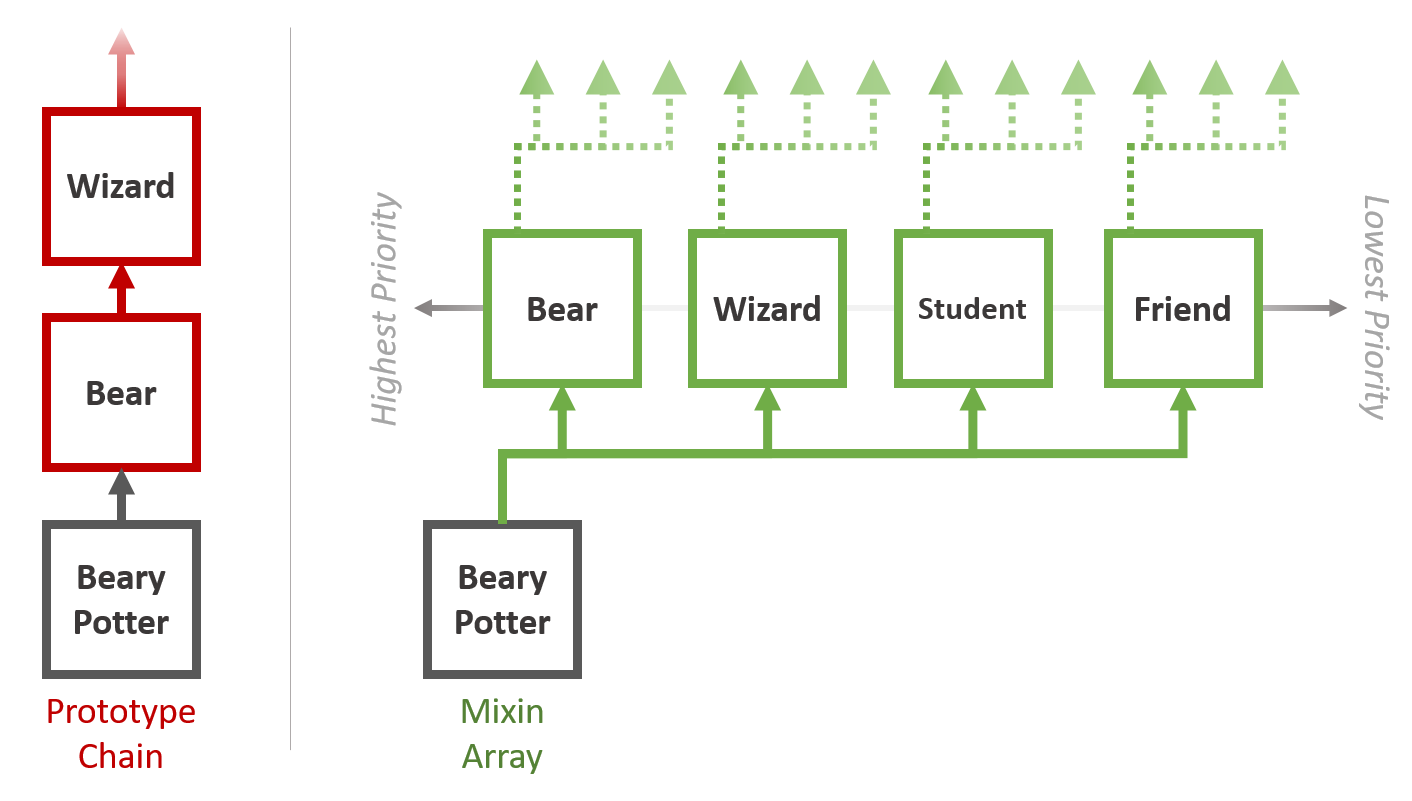 Wizard
Bear
Beary
Potter
Prototype
Chain
Highest Priority
Bear
Wizard
Student
Friend
Lowest Priority
Beary
Potter
Mixin
Array